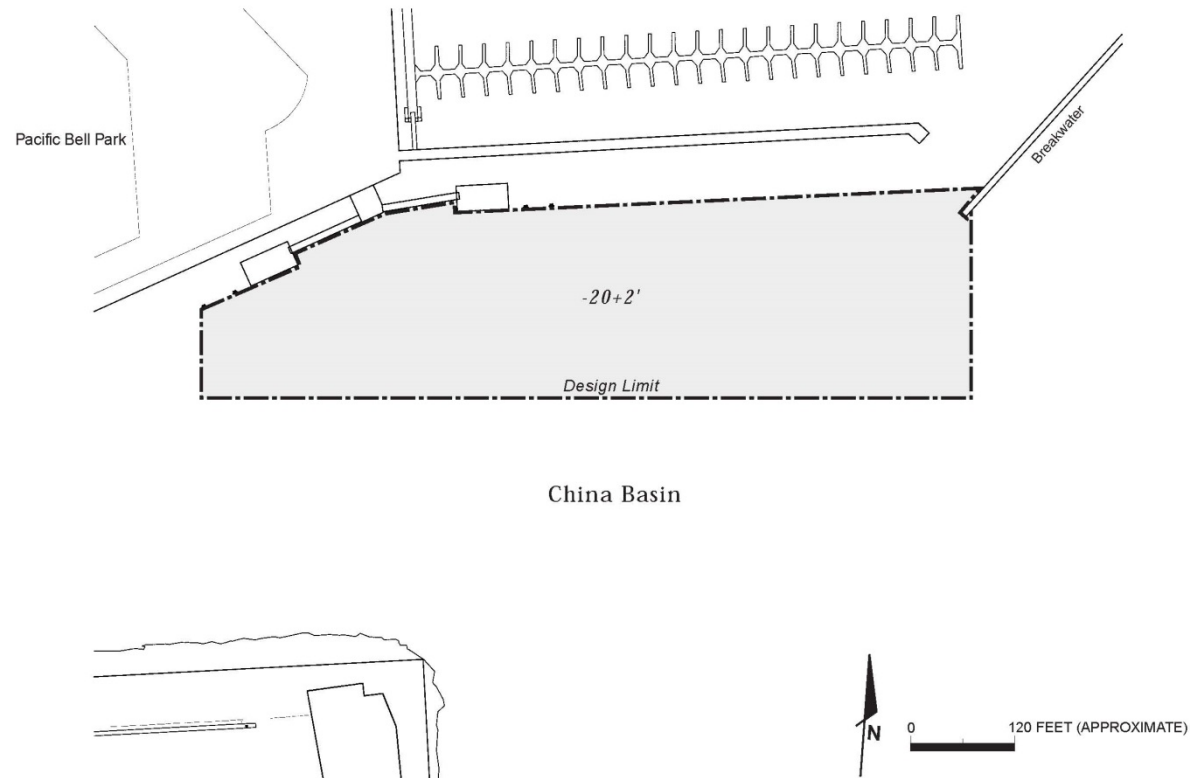 Pacific Bell Park
Breakwater
-20+2'
Design Limit
China Basin
N
0 120 FEET (APPROXIMATE)